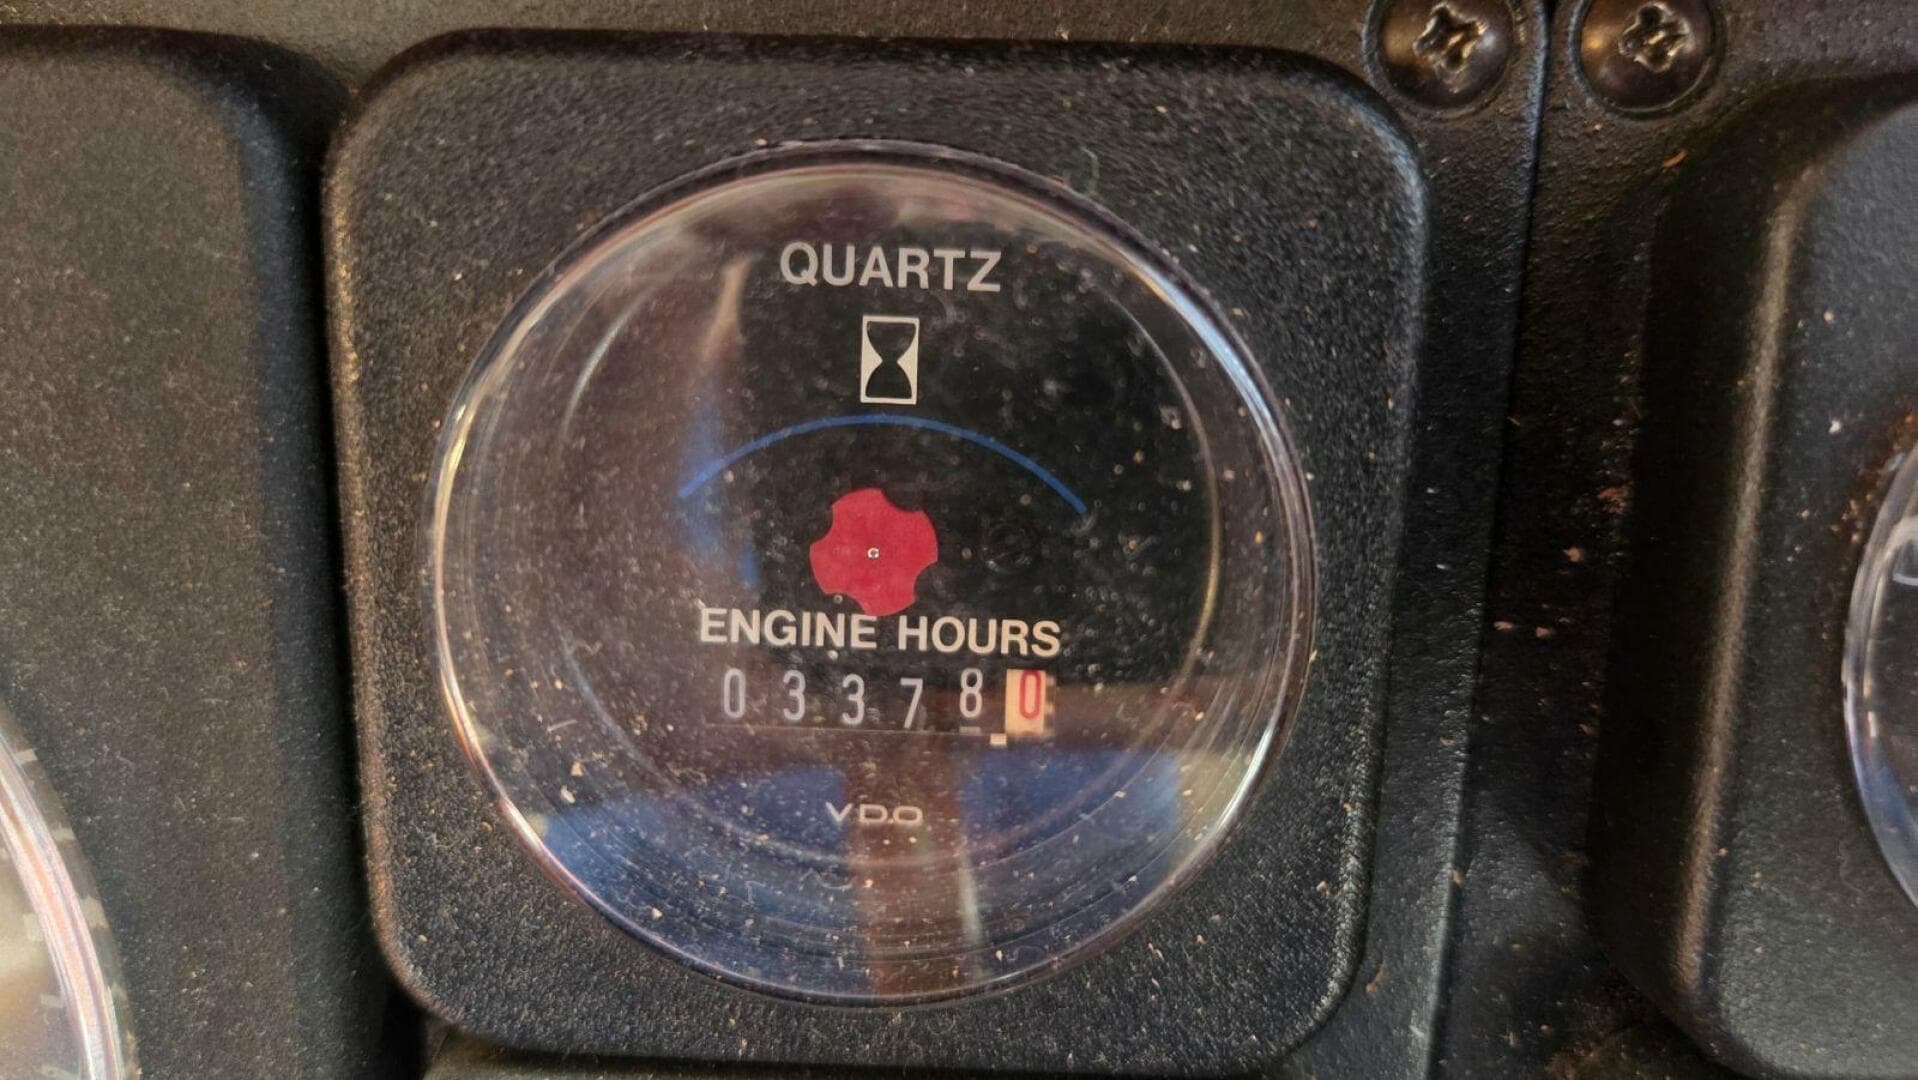 QUARTZ
ENGINE HOURS
033780
VDO